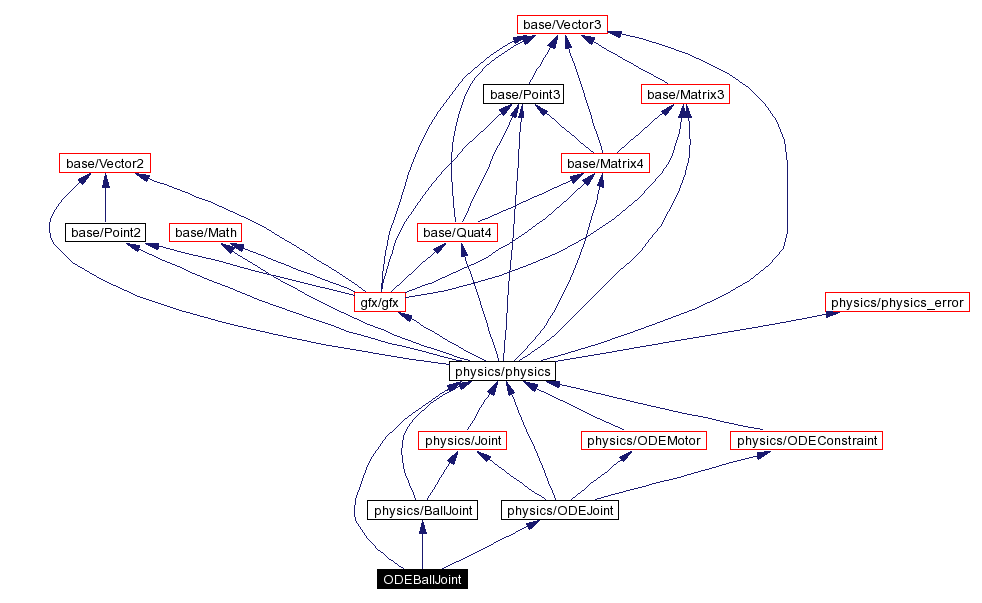 base/Vector3
base/Point3
base/Matrix3
base/Vector2
base/Matrix4
base/Point2
base/Math
base/Quat4
gfx/gfx
physics/physics_error
physics/physics
physics/Joint
physics/ODEMotor
physics/ODEConstraint
physics/BallJoint
physics/ODEJoint
ODEBallJoint